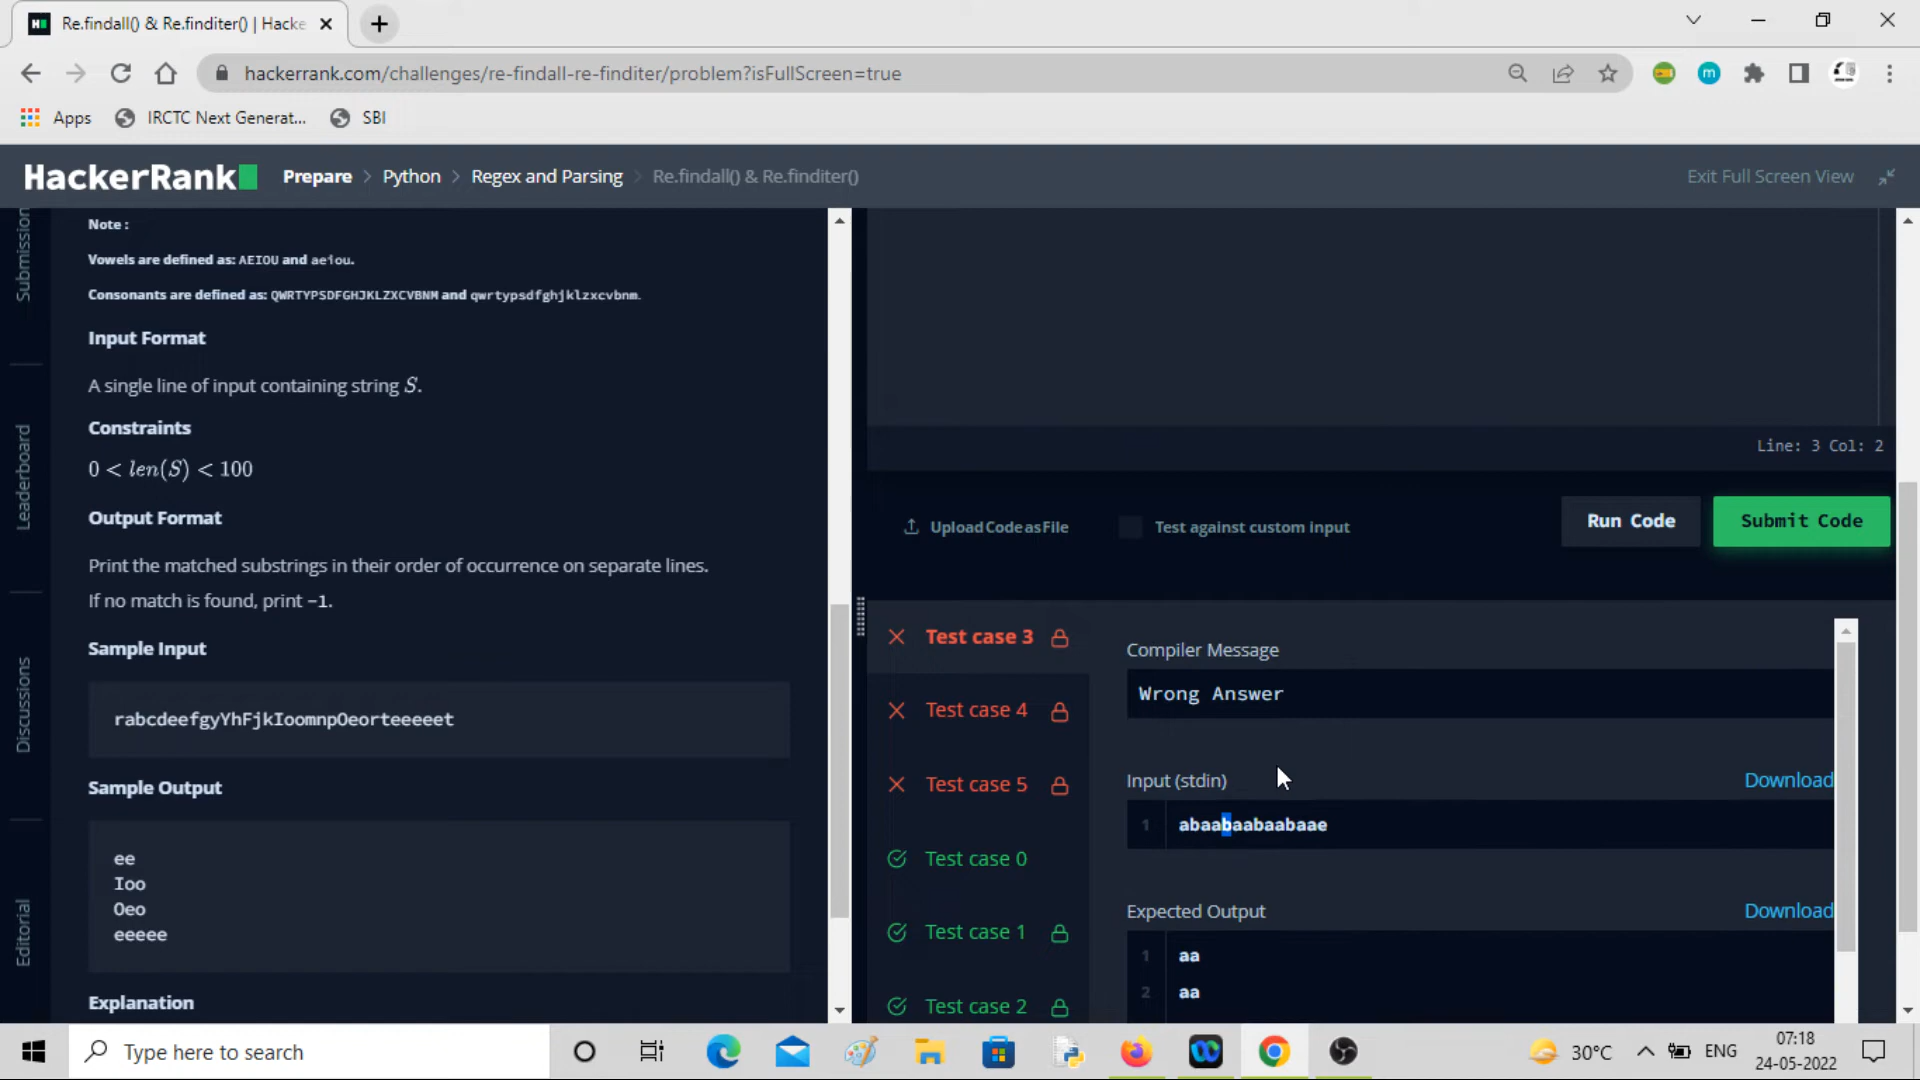 Re.findall() & Re.finditer() | Hacke
hackerrank.com/challenges/re-findall-re-finditer/problem?isFullScreen=true
m
Apps
IRCTC Next Generat...
SBI
HackerRank
Prepare > Python > Regex and Parsing > Re.findall() & Re.finditer()
Exit Full Screen View
Submission
Leaderboard
Discussions
Editorial
Note :
Vowels are defined as: AEIOU and aeiou.
Consonants are defined as: QWRTYPSDFGHJKLZXCVBNM and qwrtypsdfghjklzxcvbnm.
Input Format
A single line of input containing string S.
Constraints
0 < len(S) < 100
Output Format
Print the matched substrings in their order of occurrence on separate lines.
If no match is found, print −1.
Sample Input
rabcdeefgyYhFjkIoomnpOeorteeeeet
Sample Output
ee
Ioo
Oeo
eeeee
Explanation
Line: 3 Col: 2
Upload Code as File
Test against custom input
Run Code
Submit Code
Test case 3
Test case 4
Test case 5
Test case 0
Test case 1
Test case 2
Compiler Message
Wrong Answer
Input (stdin)
Download
1 abaabaabaabaae
Expected Output
Download
1 aa
2 aa
Type here to search
30°C
ENG
07:18
24-05-2022